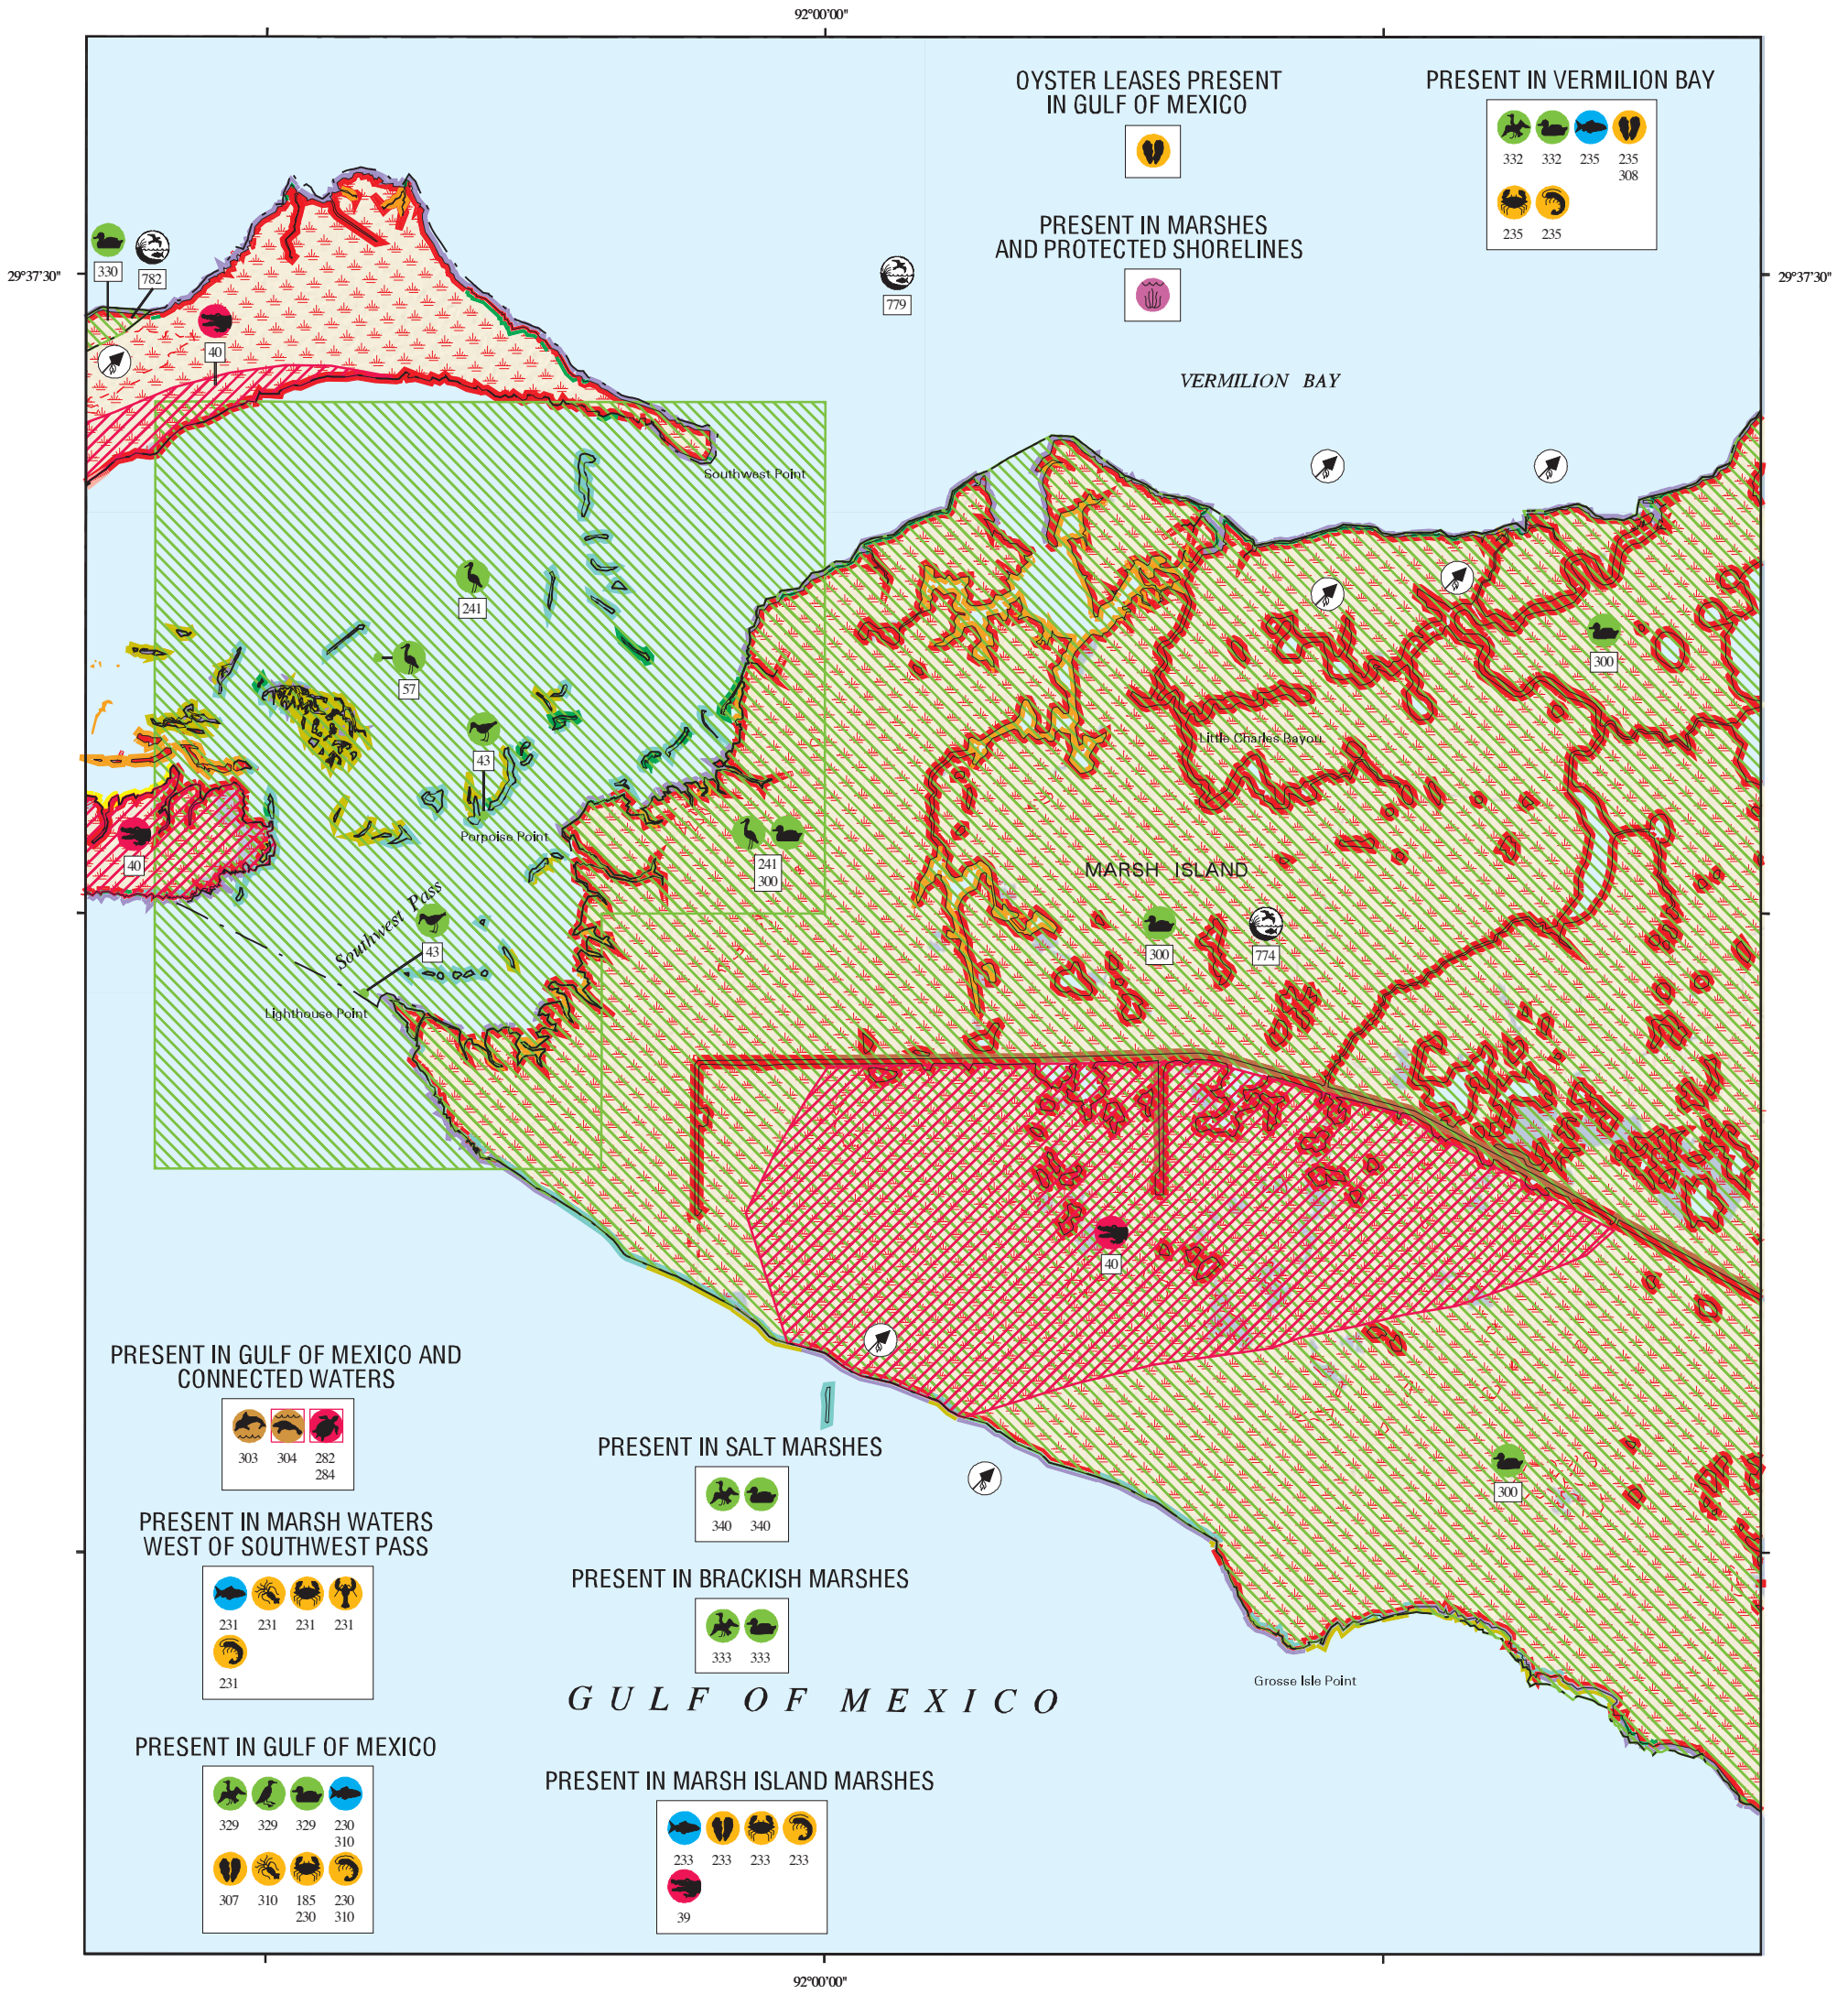 92°00'00"
OYSTER LEASES PRESENT
IN GULF OF MEXICO
PRESENT IN VERMILION BAY
332 332 235 235
308
235 235
PRESENT IN MARSHES
AND PROTECTED SHORELINES
29°37'30"
29°37'30"
330
782
779
40
VERMILION BAY
Southwest Point
241
57
300
43
Little Charles Bayou
Porpoise Point
40
241
300
MARSH ISLAND
Southwest Pass
43
300
774
Lighthouse Point
40
PRESENT IN GULF OF MEXICO AND
CONNECTED WATERS
303 304 282
284
PRESENT IN SALT MARSHES
340 340
300
PRESENT IN MARSH WATERS
WEST OF SOUTHWEST PASS
231 231 231 231
231
PRESENT IN BRACKISH MARSHES
333 333
Grosse Isle Point
GULF OF MEXICO
PRESENT IN GULF OF MEXICO
329 329 329 230
310
307 310 185 230
230 310
PRESENT IN MARSH ISLAND MARSHES
233 233 233 233
39
92°00'00"